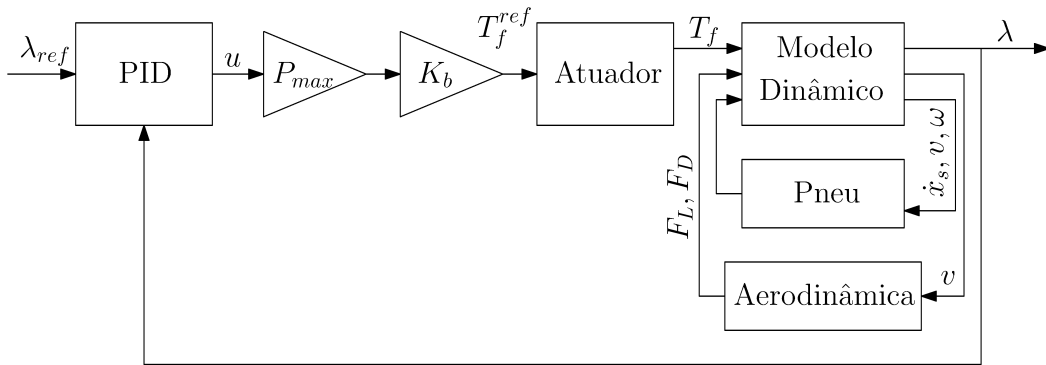 λ_ref
PID
u
P_max
K_b
T_f^ref
Atuador
T_f
Modelo
Dinâmico
λ
ẋ_s, v, ω
Pneu
F_L, F_D
v
Aerodinâmica